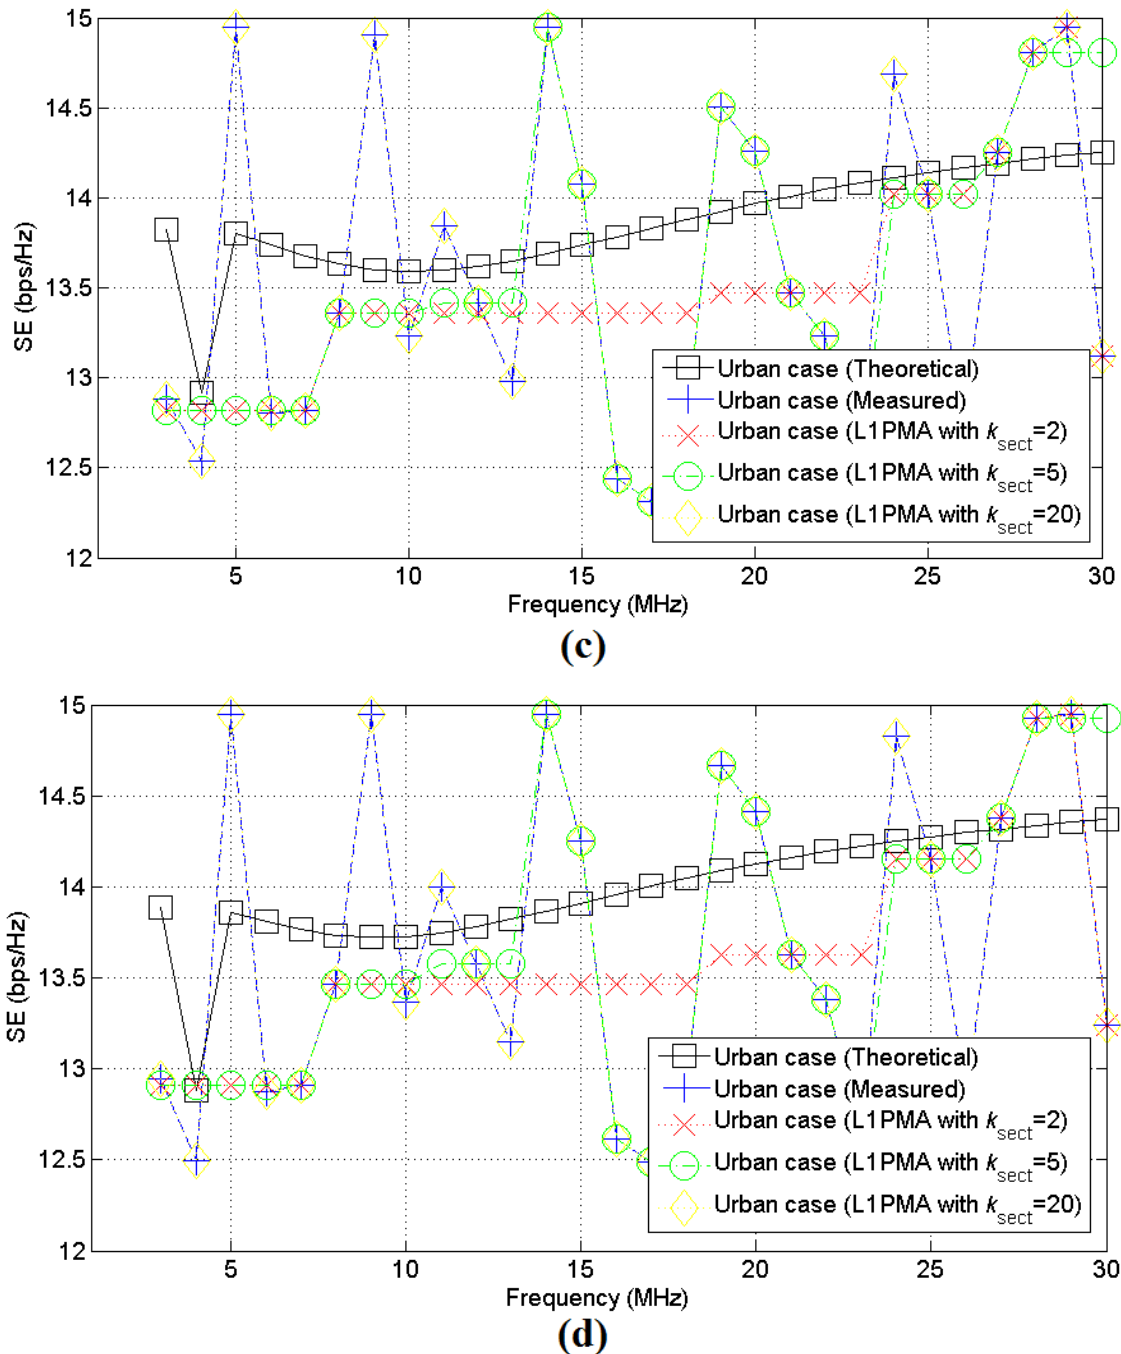 15
14.5
14
13.5
13
12.5
12
SE (bps/Hz)
5
10
15
20
25
30
Frequency (MHz)
Urban case (Theoretical)
Urban case (Measured)
Urban case (L1PMA with ksect=2)
Urban case (L1PMA with ksect=5)
Urban case (L1PMA with ksect=20)
(c)
15
14.5
14
13.5
13
12.5
12
SE (bps/Hz)
5
10
15
20
25
30
Frequency (MHz)
Urban case (Theoretical)
Urban case (Measured)
Urban case (L1PMA with ksect=2)
Urban case (L1PMA with ksect=5)
Urban case (L1PMA with ksect=20)
(d)